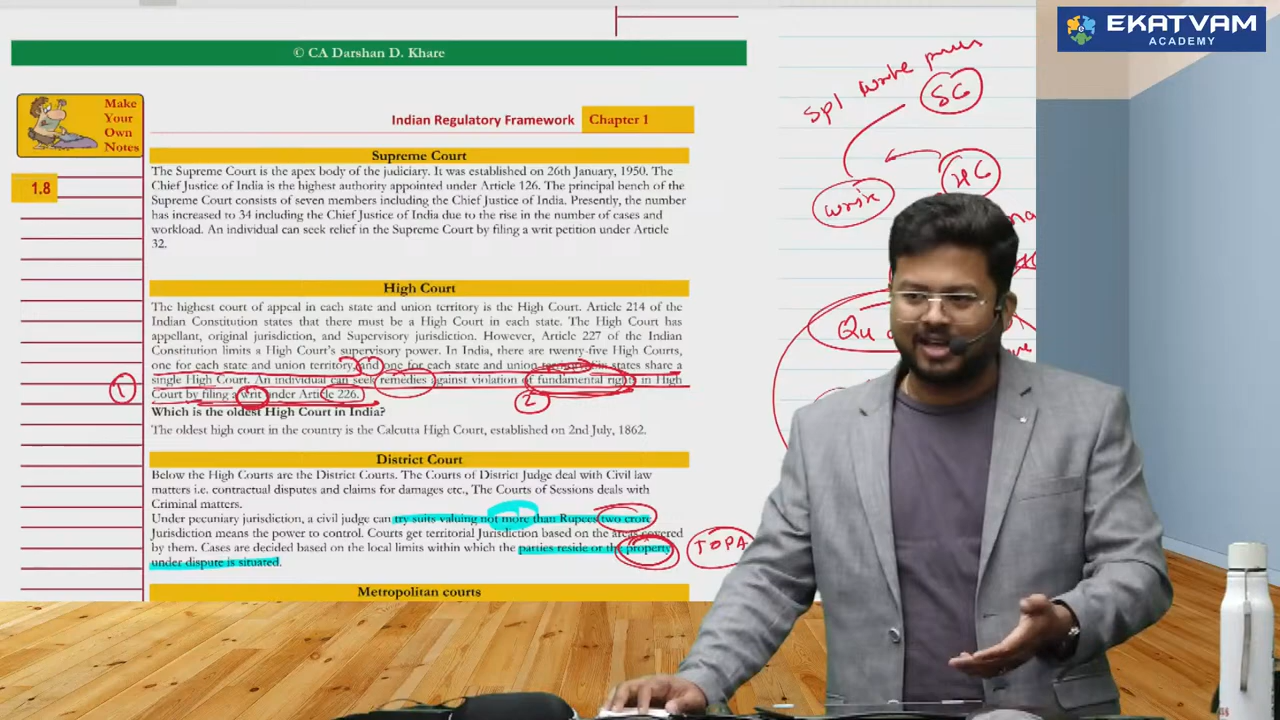 EKATVAM
ACADEMY
© CA Darshan D. Khare
Make
Your
Own
Notes
Indian Regulatory Framework Chapter 1
1.8
Supreme Court
The Supreme Court is the apex body of the judiciary. It was established on 26th January, 1950. The
Chief Justice of India is the highest authority appointed under Article 126. The principal bench of the
Supreme Court consists of seven members including the Chief Justice of India. Presently, the number
has increased to 34 including the Chief Justice of India due to the rise in the number of cases and
workload. An individual can seek relief in the Supreme Court by filing a writ petition under Article
32.
High Court
The highest court of appeal in each state and union territory is the High Court. Article 214 of the
Indian Constitution states that there must be a High Court in each state. The High Court has
appellant, original jurisdiction, and Supervisory jurisdiction. However, Article 227 of the Indian
Constitution limits a High Court's supervisory power. In India, there are twenty-five High Courts,
one for each state and union territory, and one for each state and union states share a
single High Court. An individual can seek remedies against violation of fundamental rights in High
Court by filing a writ under Article 226.
Which is the oldest High Court in India?
The oldest high court in the country is the Calcutta High Court, established on 2nd July, 1862.
District Court
Below the High Courts are the District Courts. The Courts of District Judge deal with Civil law
matters i.e. contractual disputes and claims for damages etc., The Courts of Sessions deals with
Criminal matters.
Under pecuniary jurisdiction, a civil judge can try suits valuing not more than Rupees two crore
Jurisdiction means the power to control. Courts get territorial Jurisdiction based on the areas covered
by them. Cases are decided based on the local limits within which the parties reside or the property
under dispute is situated.
Metropolitan courts
1
2
TOPA
Spl write
SC
HC
write
Qu